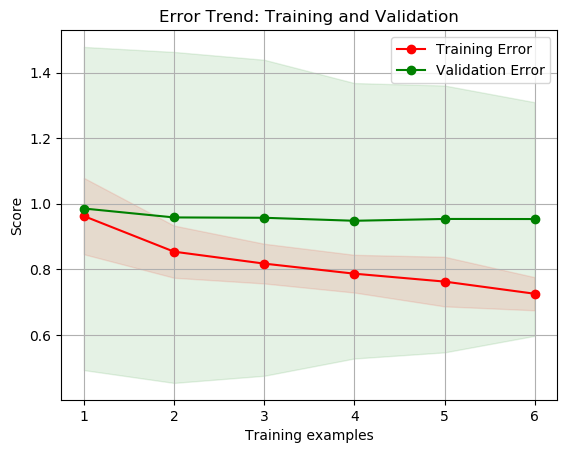 Error Trend: Training and Validation
Training Error
Validation Error
1.4
1.2
1.0
0.8
0.6
Score
1 2 3 4 5 6
Training examples